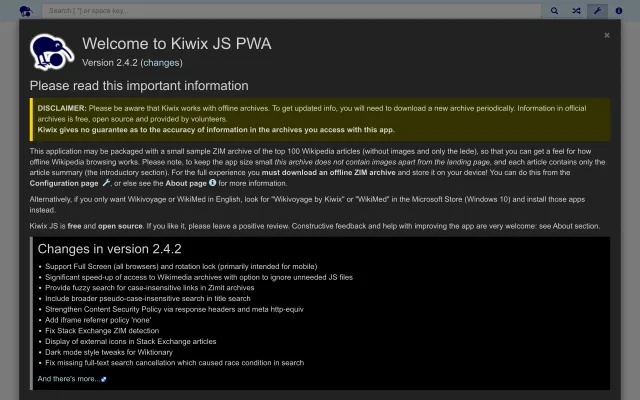 Search [ *] or space key...
×
Welcome to Kiwix JS PWA
Version 2.4.2 (changes)
Please read this important information
DISCLAIMER: Please be aware that Kiwix works with offline archives. To get updated info, you will need to download a new archive periodically. Information in official
archives is free, open source and provided by volunteers.
Kiwix gives no guarantee as to the accuracy of information in the archives you access with this app.
This application may be packaged with a small sample ZIM archive of the top 100 Wikipedia articles (without images and only the lede), so that you can get a feel for how
offline Wikipedia browsing works. Please note, to keep the app size small this archive does not contain images apart from the landing page, and each article contains only the
article summary (the introductory section). For the full experience you must download an offline ZIM archive and store it on your device! You can do this from the
Configuration page , or else see the About page for more information.
Alternatively, if you only want Wikivoyage or WikiMed in English, look for "Wikivoyage by Kiwix" or "WikiMed" in the Microsoft Store (Windows 10) and install those apps
instead.
Kiwix JS is free and open source. If you like it, please leave a positive review. Constructive feedback and help with improving the app are very welcome: see About section.
Changes in version 2.4.2
• Support Full Screen (all browsers) and rotation lock (primarily intended for mobile)
• Significant speed-up of access to Wikimedia archives with option to ignore unneeded JS files
• Provide fuzzy search for case-insensitive links in Zimit archives
• Include broader pseudo-case-insensitive search in title search
• Strengthen Content Security Policy via response headers and meta http-equiv
• Add iframe referrer policy 'none'
• Fix Stack Exchange ZIM detection
• Display of external icons in Stack Exchange articles
• Dark mode style tweaks for Wiktionary
• Fix missing full-text search cancellation which caused race condition in search
And there's more...